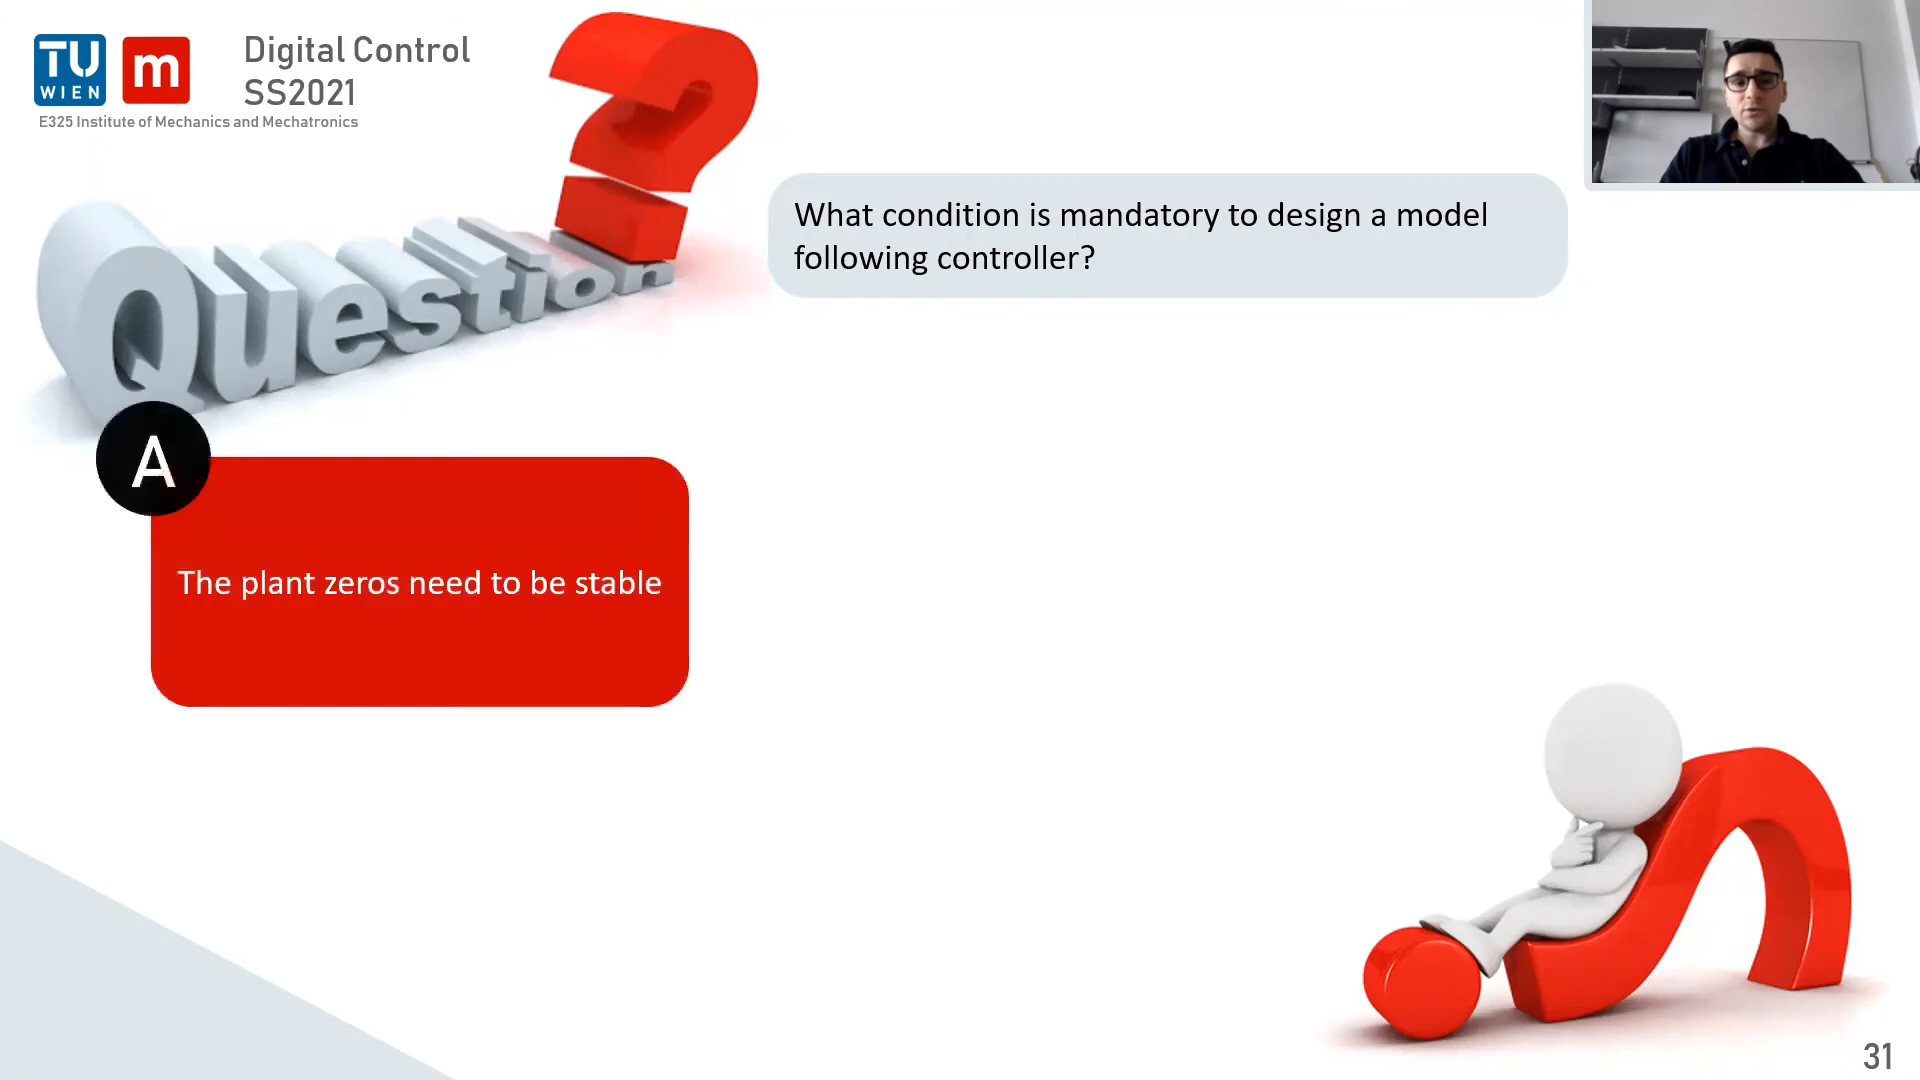 TU
WIEN
m
Digital Control
SS2021
E325 Institute of Mechanics and Mechatronics
Question?
What condition is mandatory to design a model
following controller?
A
The plant zeros need to be stable
31